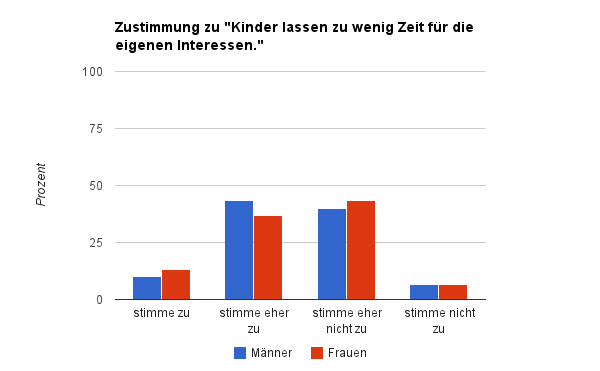 Zustimmung zu "Kinder lassen zu wenig Zeit für die
eigenen Interessen."
100
75
50
25
0
Prozent
stimme zu
stimme eher
zu
stimme eher
nicht zu
stimme nicht
zu
Männer
Frauen